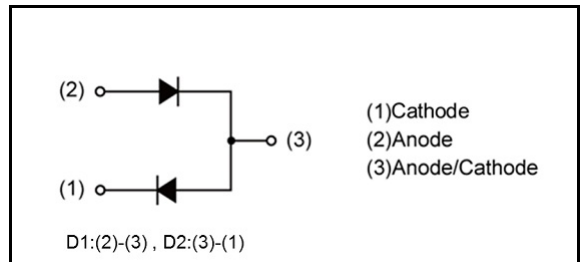 (2)
(3)
(1)
(1)Cathode
(2)Anode
(3)Anode/Cathode
D1:(2)-(3) , D2:(3)-(1)